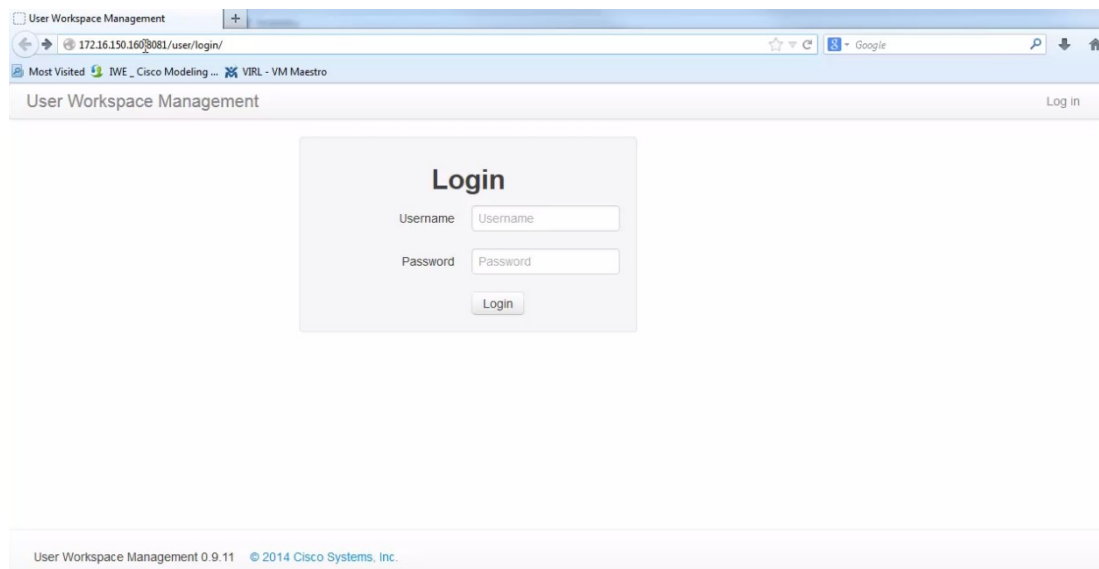 User Workspace Management
+
172.16.150.160:8081/user/login/
8 - Google
Most Visited IWE _ Cisco Modeling ... VIRL - VM Maestro
User Workspace Management Log in
Login
Username Username
Password Password
Login
User Workspace Management 0.9.11 © 2014 Cisco Systems, Inc.